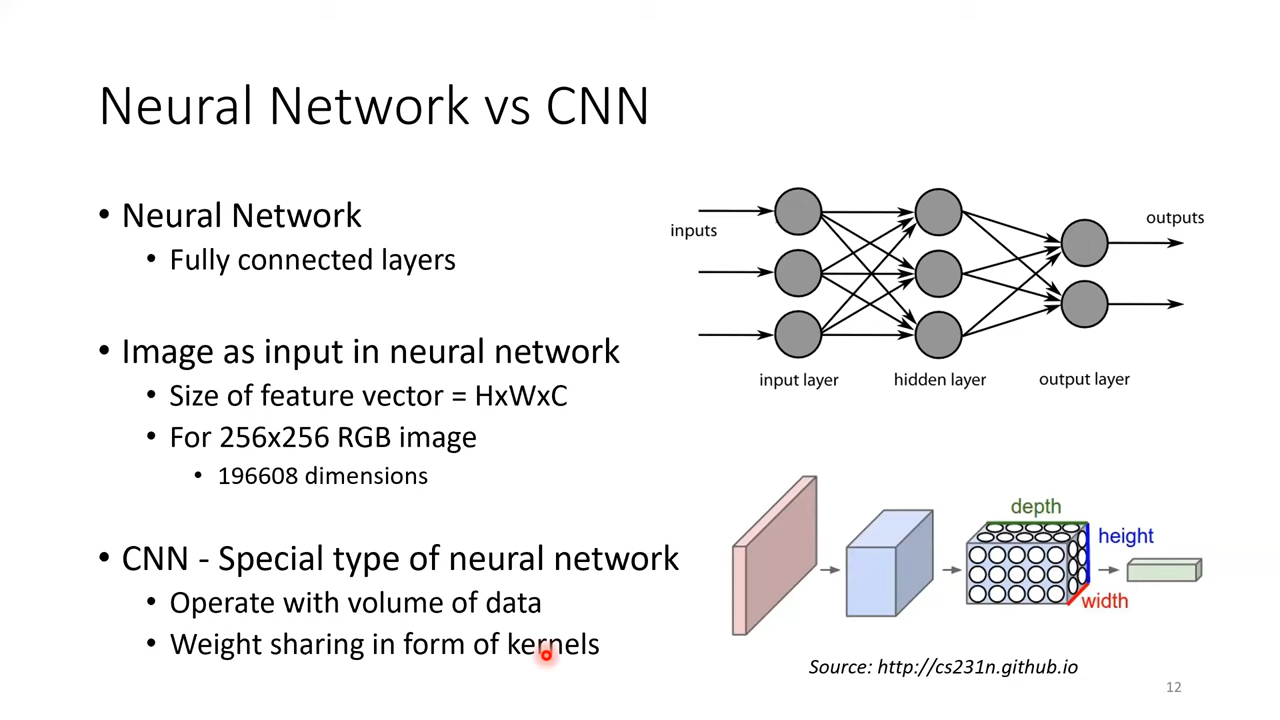 Neural Network vs CNN
• Neural Network
• Fully connected layers
• Image as input in neural network
• Size of feature vector = HxWxC
• For 256x256 RGB image
• 196608 dimensions
• CNN - Special type of neural network
• Operate with volume of data
• Weight sharing in form of kernels
inputs
outputs
input layer
hidden layer
output layer
depth
height
width
Source: http://cs231n.github.io
12